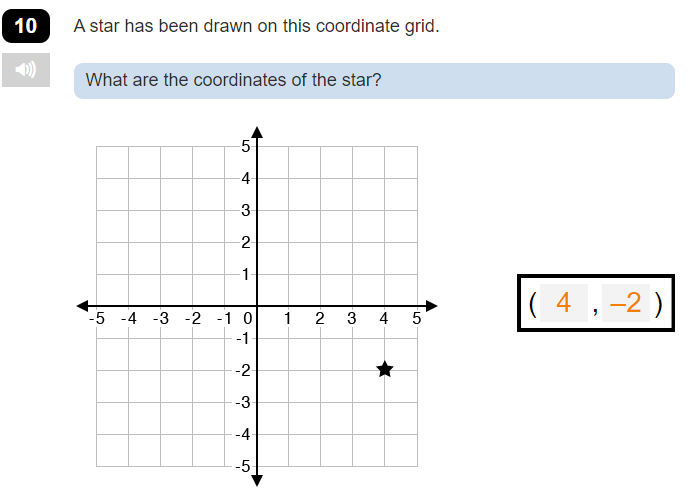 10 A star has been drawn on this coordinate grid.
What are the coordinates of the star?
5
4
3
2
1
-5 -4 -3 -2 -1 0 1 2 3 4 5
-1
-2
-3
-4
-5
( 4 , –2 )